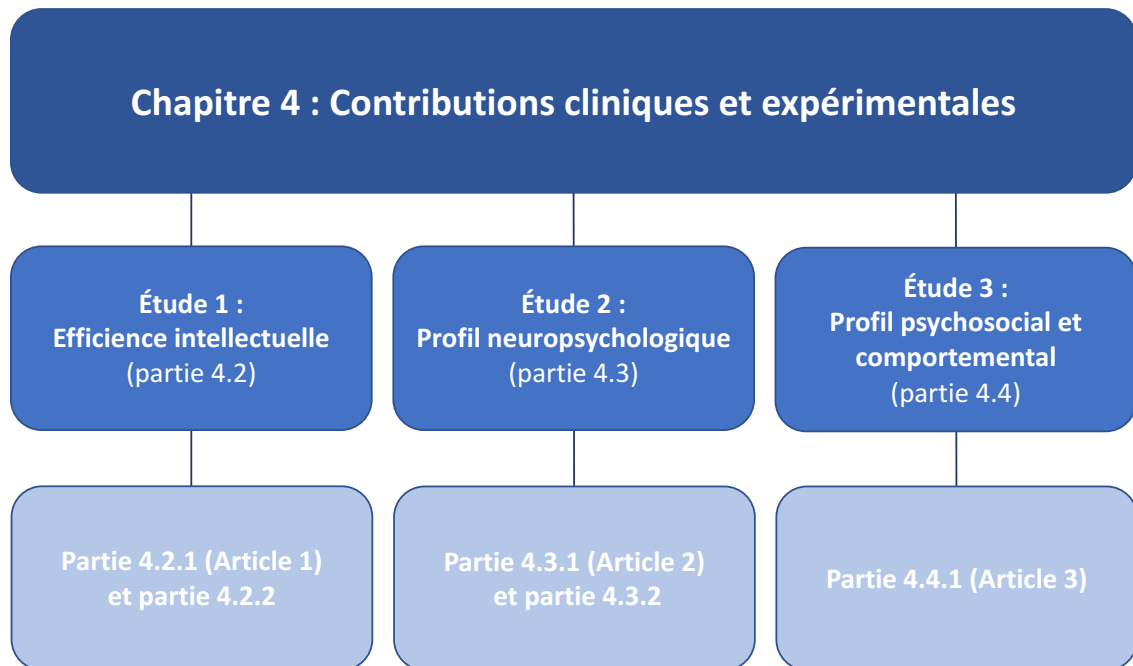 Chapitre 4 : Contributions cliniques et expérimentales
Étude 1 :
Efficience intellectuelle
(partie 4.2)
Étude 2 :
Profil neuropsychologique
(partie 4.3)
Étude 3 :
Profil psychosocial et
comportemental
(partie 4.4)
Partie 4.2.1 (Article 1)
et partie 4.2.2
Partie 4.3.1 (Article 2)
et partie 4.3.2
Partie 4.4.1 (Article 3)